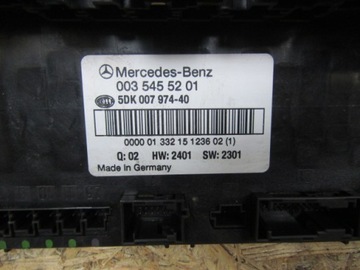 Mercedes-Benz
003 545 52 01
5DK 007 974-40
0000 01 332 15 1236 02 (1)
Q: 02 HW: 2401 SW: 2301
Made in Germany